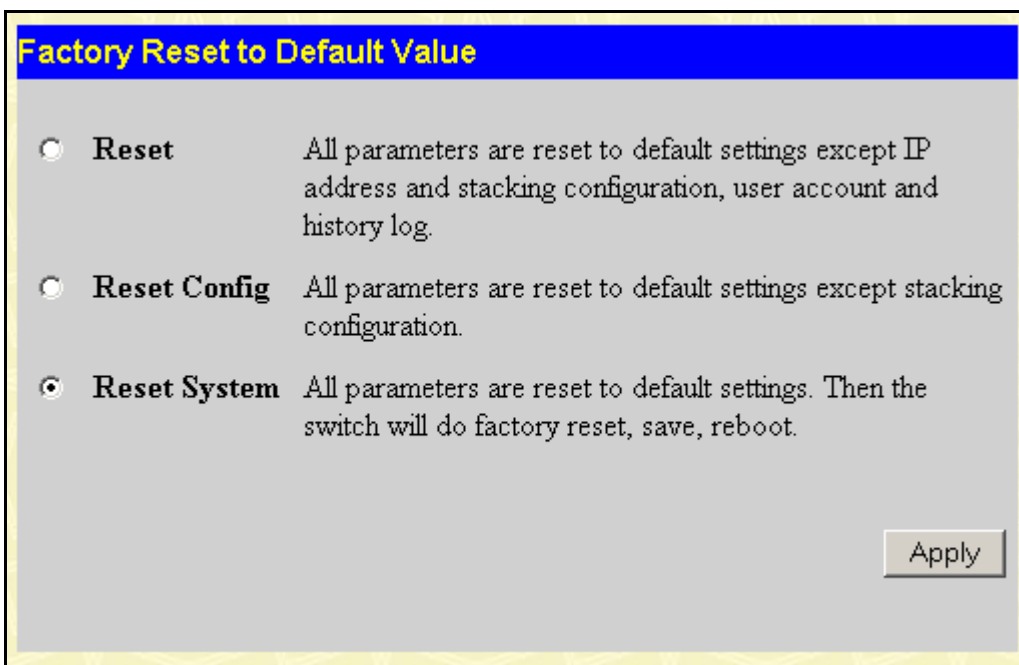 Factory Reset to Default Value
Reset All parameters are reset to default settings except IP
address and stacking configuration, user account and
history log.
Reset Config All parameters are reset to default settings except stacking
configuration.
Reset System All parameters are reset to default settings. Then the
switch will do factory reset, save, reboot.
Apply